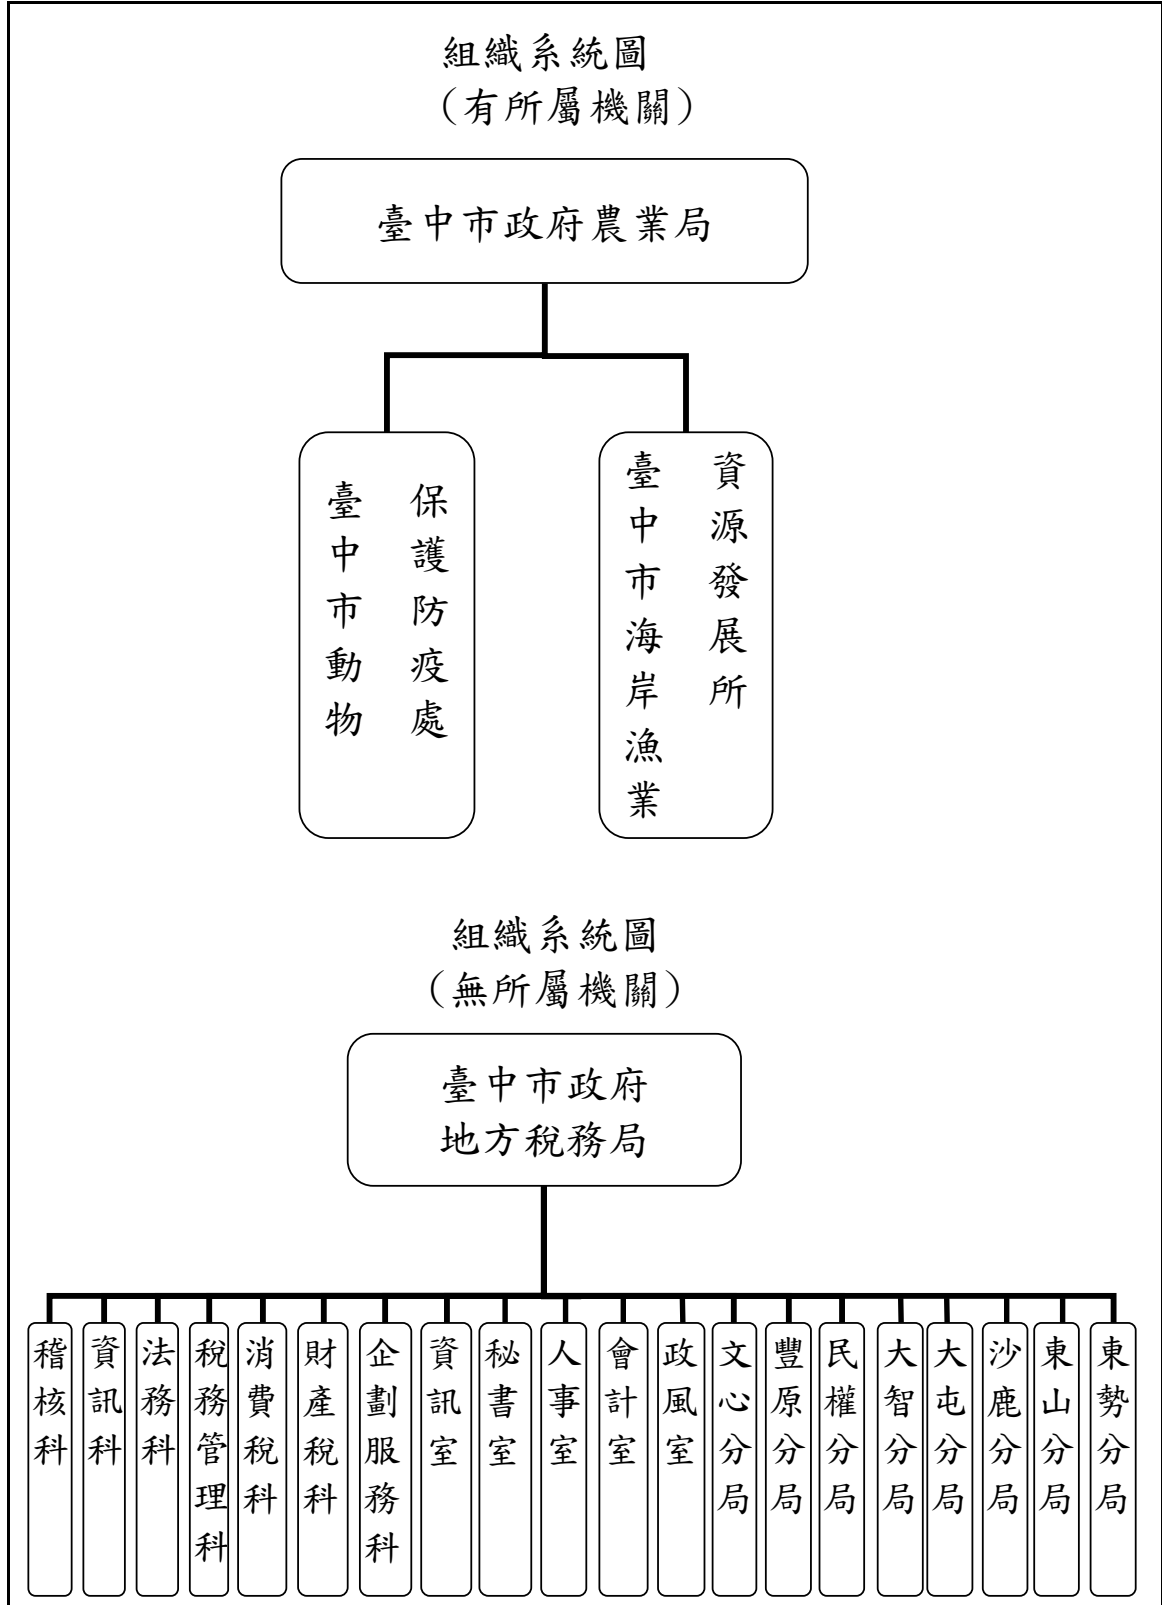 組織系統圖
（有所屬機關）
臺中市政府農業局
臺中市動物
保護防疫處
臺中市海岸漁業
資源發展所
組織系統圖
（無所屬機關）
臺中市政府
地方稅務局
稽核科
資訊科
法務科
稅務管理科
消費稅科
財產稅科
企劃服務科
資訊室
秘書室
人事室
會計室
政風室
文心分局
豐原分局
民權分局
大智分局
大屯分局
沙鹿分局
東山分局
東勢分局